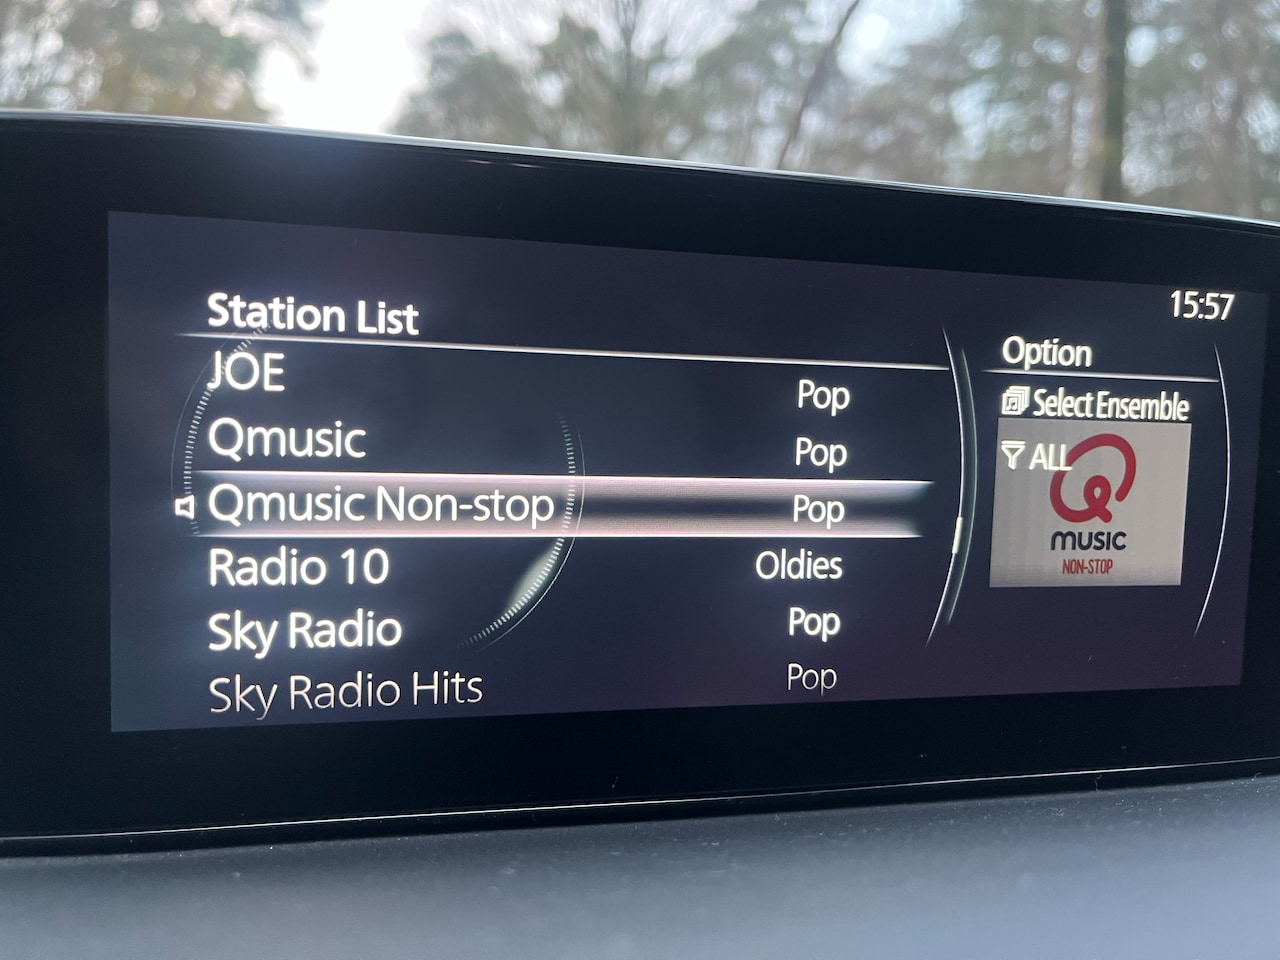 15:57
Station List
JOE Pop
Qmusic Pop
Qmusic Non-stop Pop
Radio 10 Oldies
Sky Radio Pop
Sky Radio Hits Pop
Option
Select Ensemble
ALL
Q
MUSIC
NON-STOP